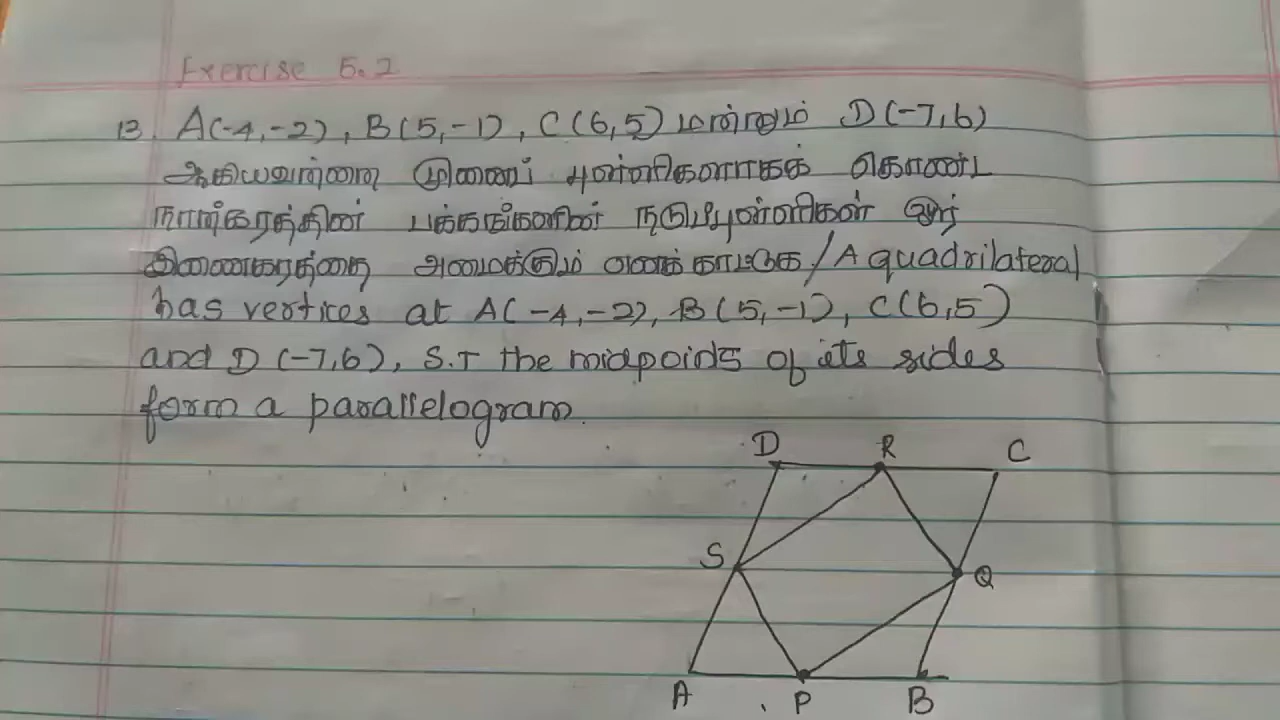 Exercise 5.2
13. A(-4,-2), B(5,-1), C(6,5) மற்றும் D(-7,6)
ஆகியவற்றை முனைப் புள்ளிகளாகக் கொண்ட
நாற்கரத்தின் பக்கங்களின் நடுப்புள்ளிகள் ஓர்
இணைகரத்தை அமைக்கும் எனக் காட்டுக / A quadrilateral
has vertices at A(-4,-2), B(5,-1), C(6,5)
and D (-7,6), S.T the midpoids of its sides
form a parallelogram.
D R C
S Q
A P B